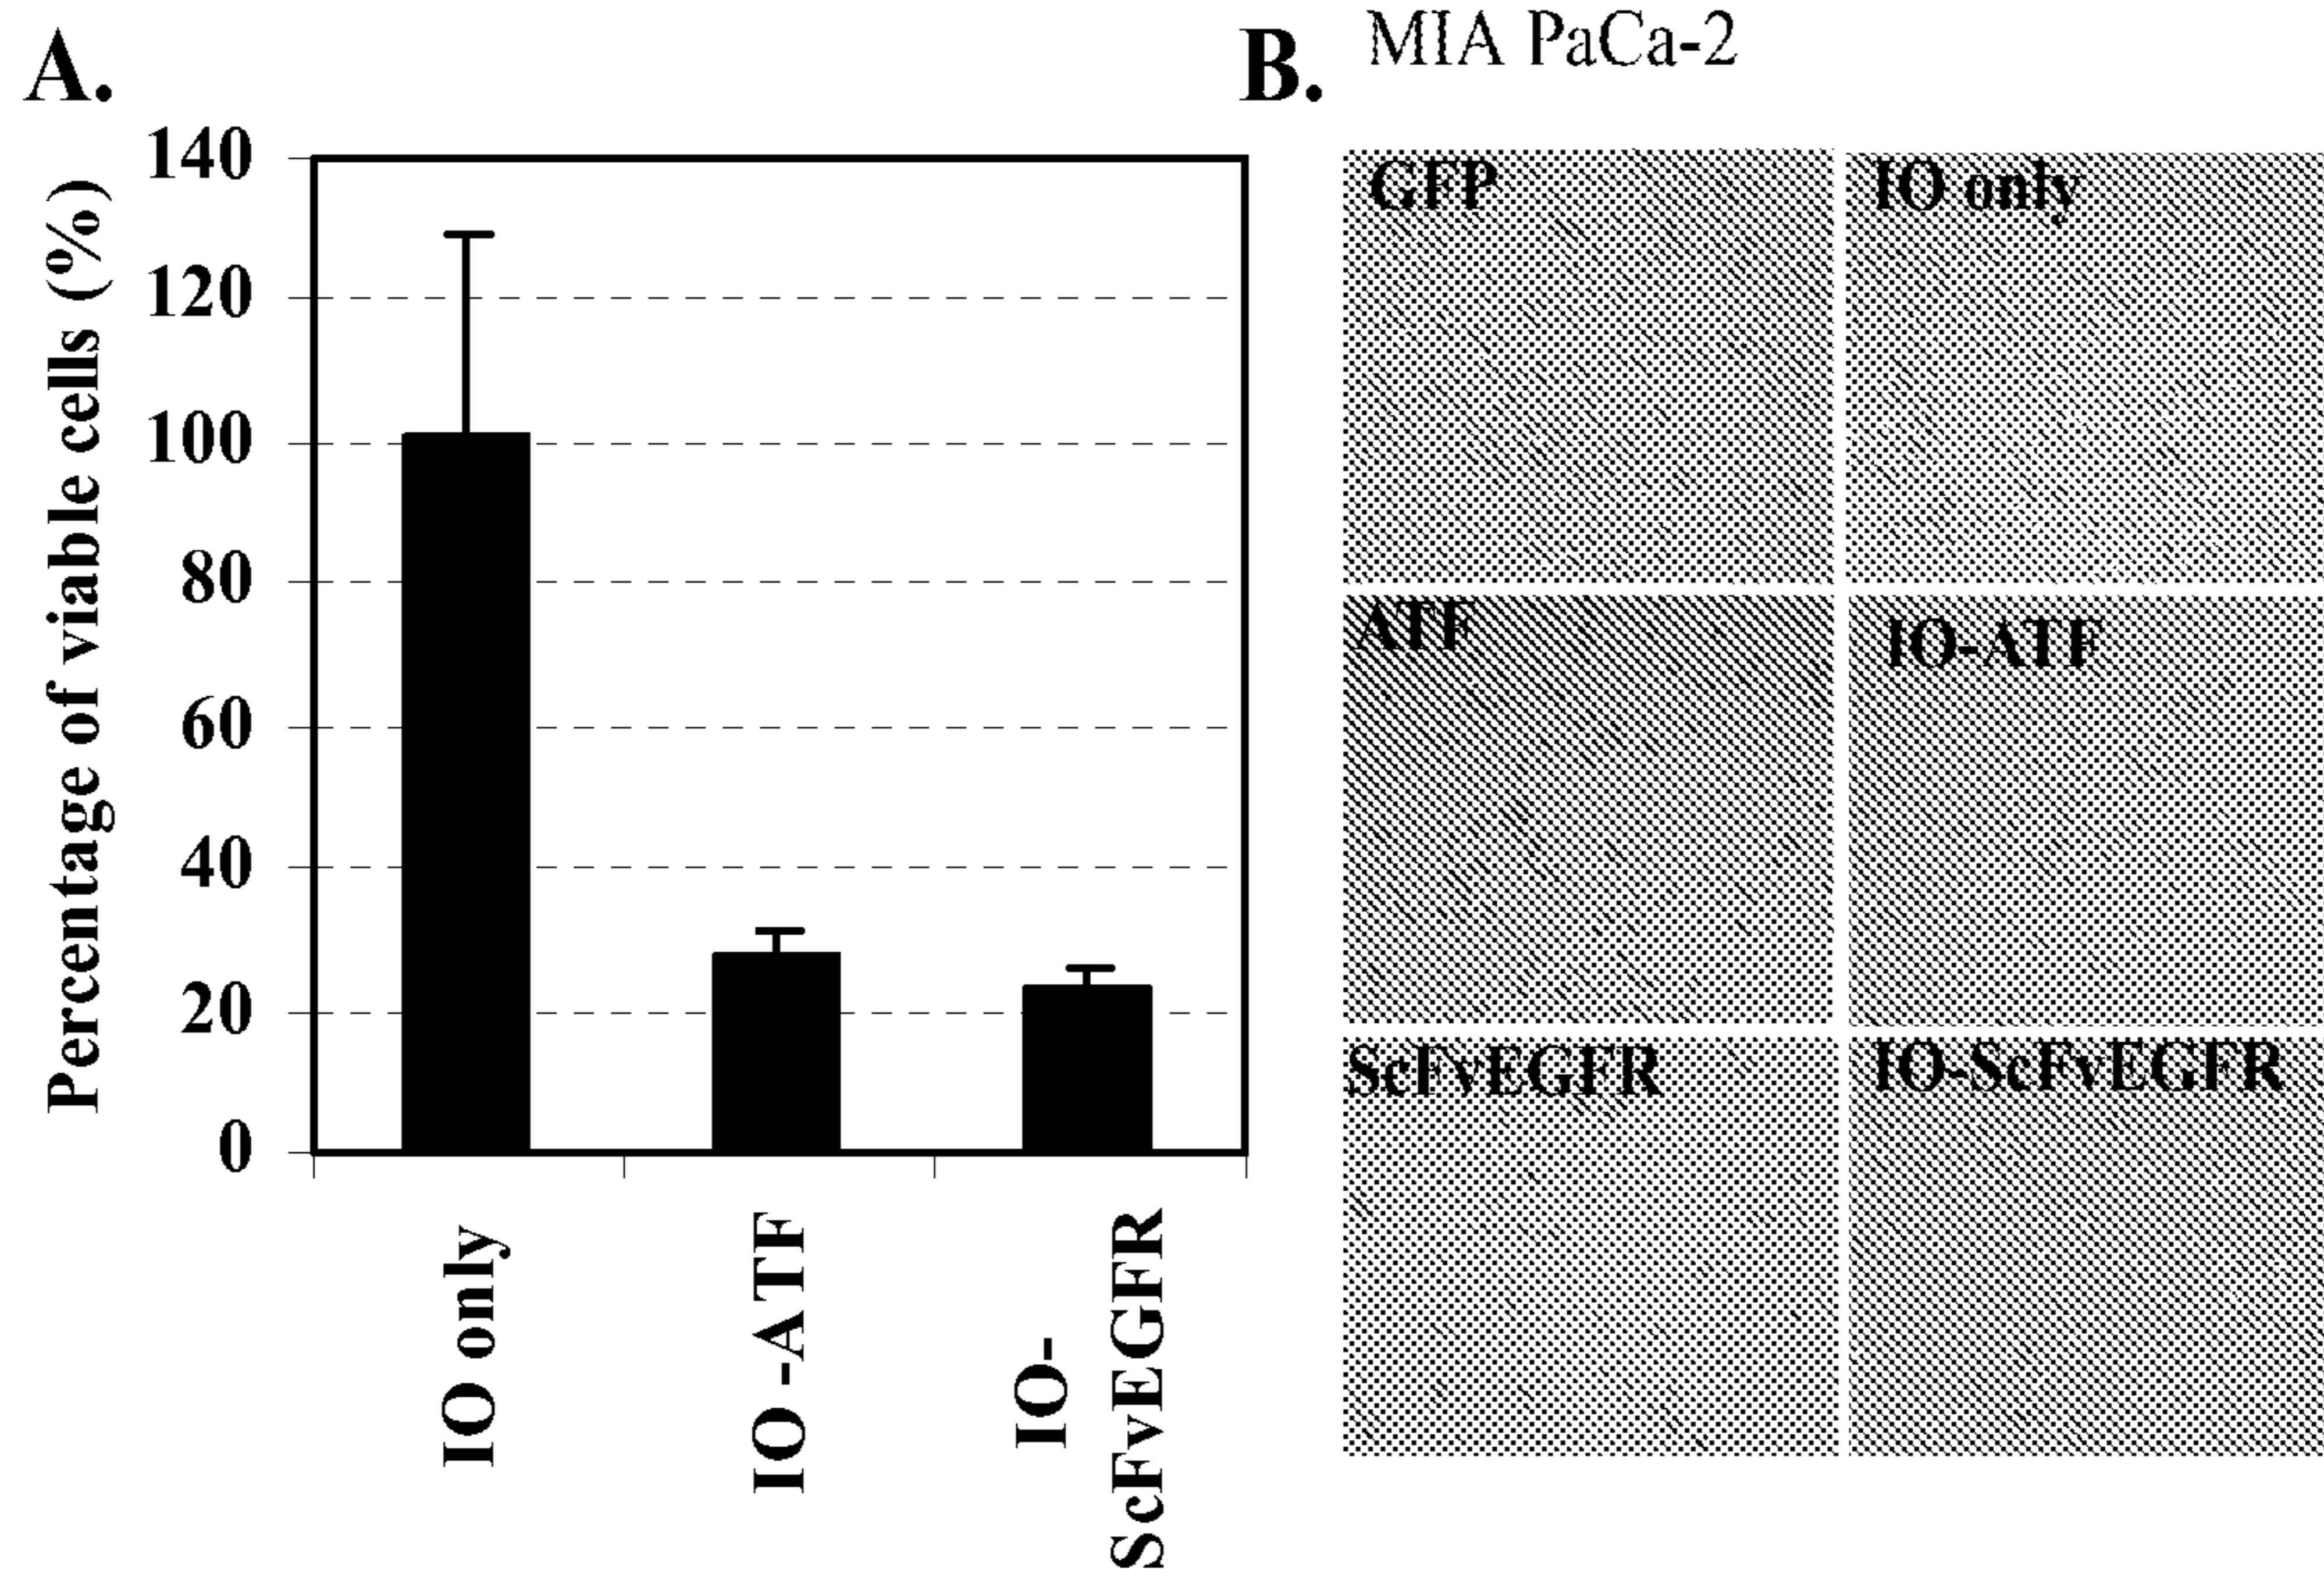 A.
Percentage of viable cells (%)
140
120
100
80
60
40
20
0
IO only
IO -ATF
IO-
ScFvEGFR
B. MIA PaCa-2
GFP
IO only
ATF
IO-ATF
ScFvEGFR
IO-ScFvEGFR